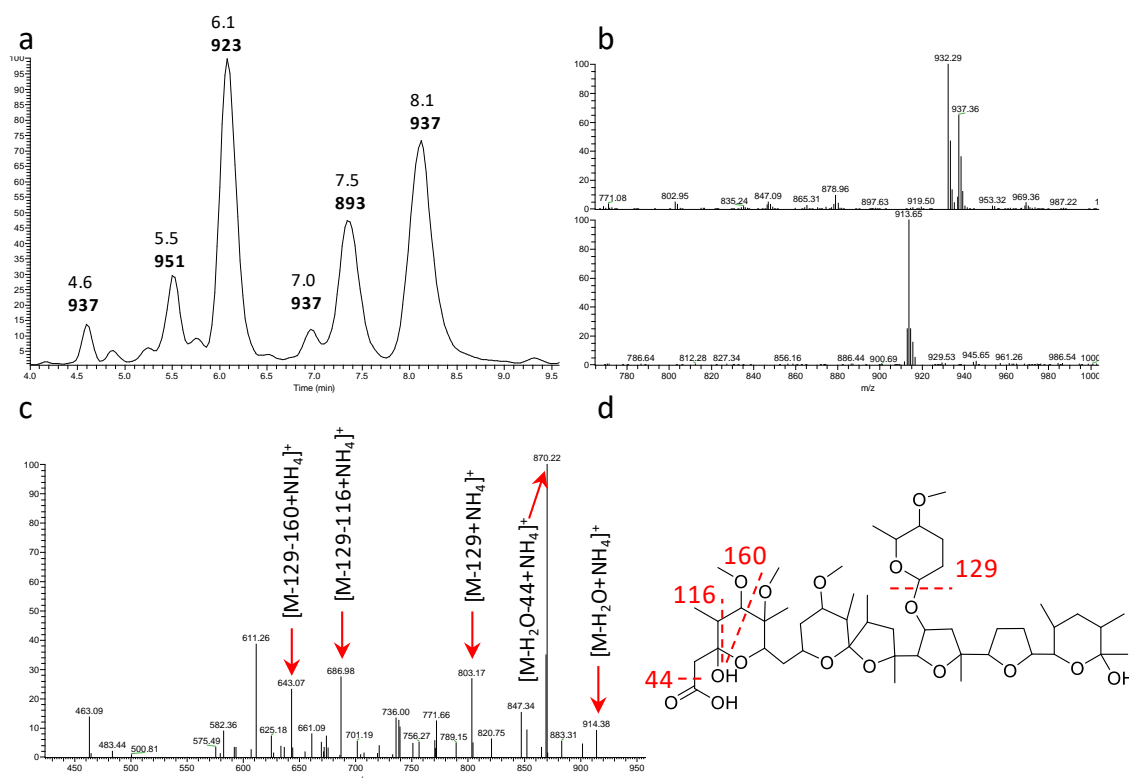 a
6.1
923
8.1
937
7.5
893
5.5
951
4.6
937
7.0
937
100
95
90
85
80
75
70
65
60
55
50
45
40
35
30
25
20
15
10
5
0
4.0 4.5 5.0 5.5 6.0 6.5 7.0 7.5 8.0 8.5 9.0 9.5
Time (min)
b
100
80
60
40
20
0
932.29
937.36
771.08 802.95 835.24 847.09 865.31 878.96 897.63 919.50 953.32 969.36 987.22 1
100
80
60
40
20
0
913.65
786.64 812.28 827.34 856.16 886.44 900.69 929.53 945.65 961.26 986.54 1000
780 800 820 840 860 880 900 920 940 960 980 1000
m/z
c
[M-129-160+NH4]+
[M-129-116+NH4]+
[M-129+NH4]+
[M-H2O-44+NH4]+
[M-H2O+NH4]+
100
90
80
70
60
50
40
30
20
10
0
463.09 483.44 500.81 575.49 582.36 611.26 625.18 643.07 661.09 686.98 701.19 736.00 756.27 771.66 789.15 803.17 820.75 847.34 870.22 883.31 914.38
450 500 550 600 650 700 750 800 850 900 950
d
O
O
129
160
116
O
O
O
O
O
OH
O
O
O
O
O
OH
44
O
OH